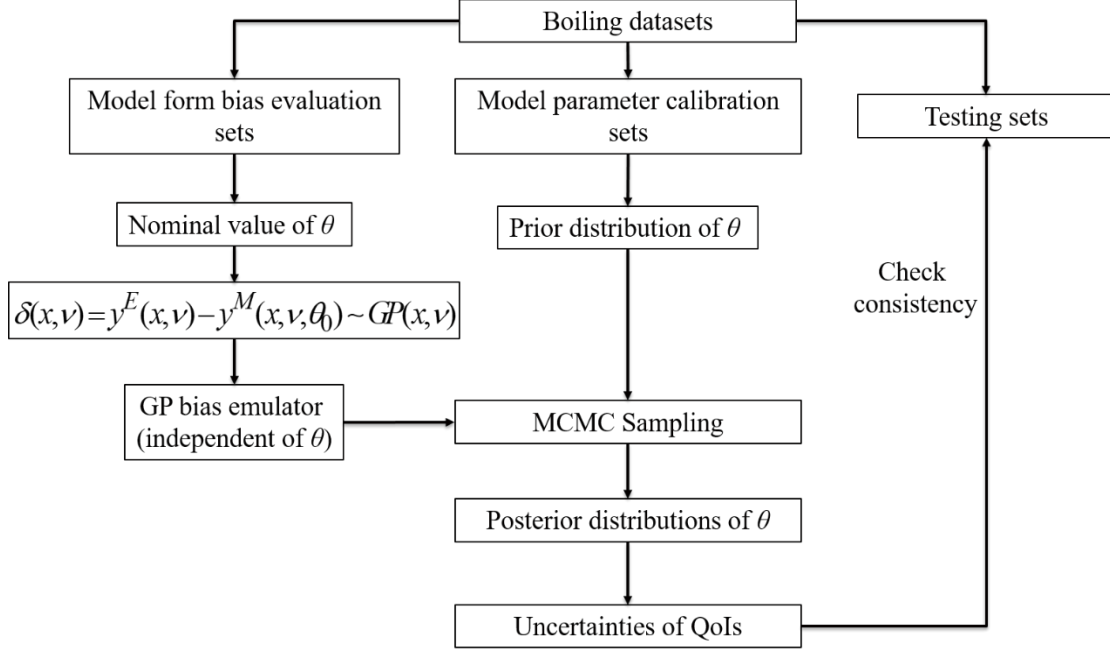 Boiling datasets
Model form bias evaluation
sets
Model parameter calibration
sets
Testing sets
Nominal value of θ
Prior distribution of θ
Check
consistency
δ(x,ν)=y^E(x,ν)−y^M(x,ν,θ₀)~GP(x,ν)
GP bias emulator
(independent of θ)
MCMC Sampling
Posterior distributions of θ
Uncertainties of QoIs